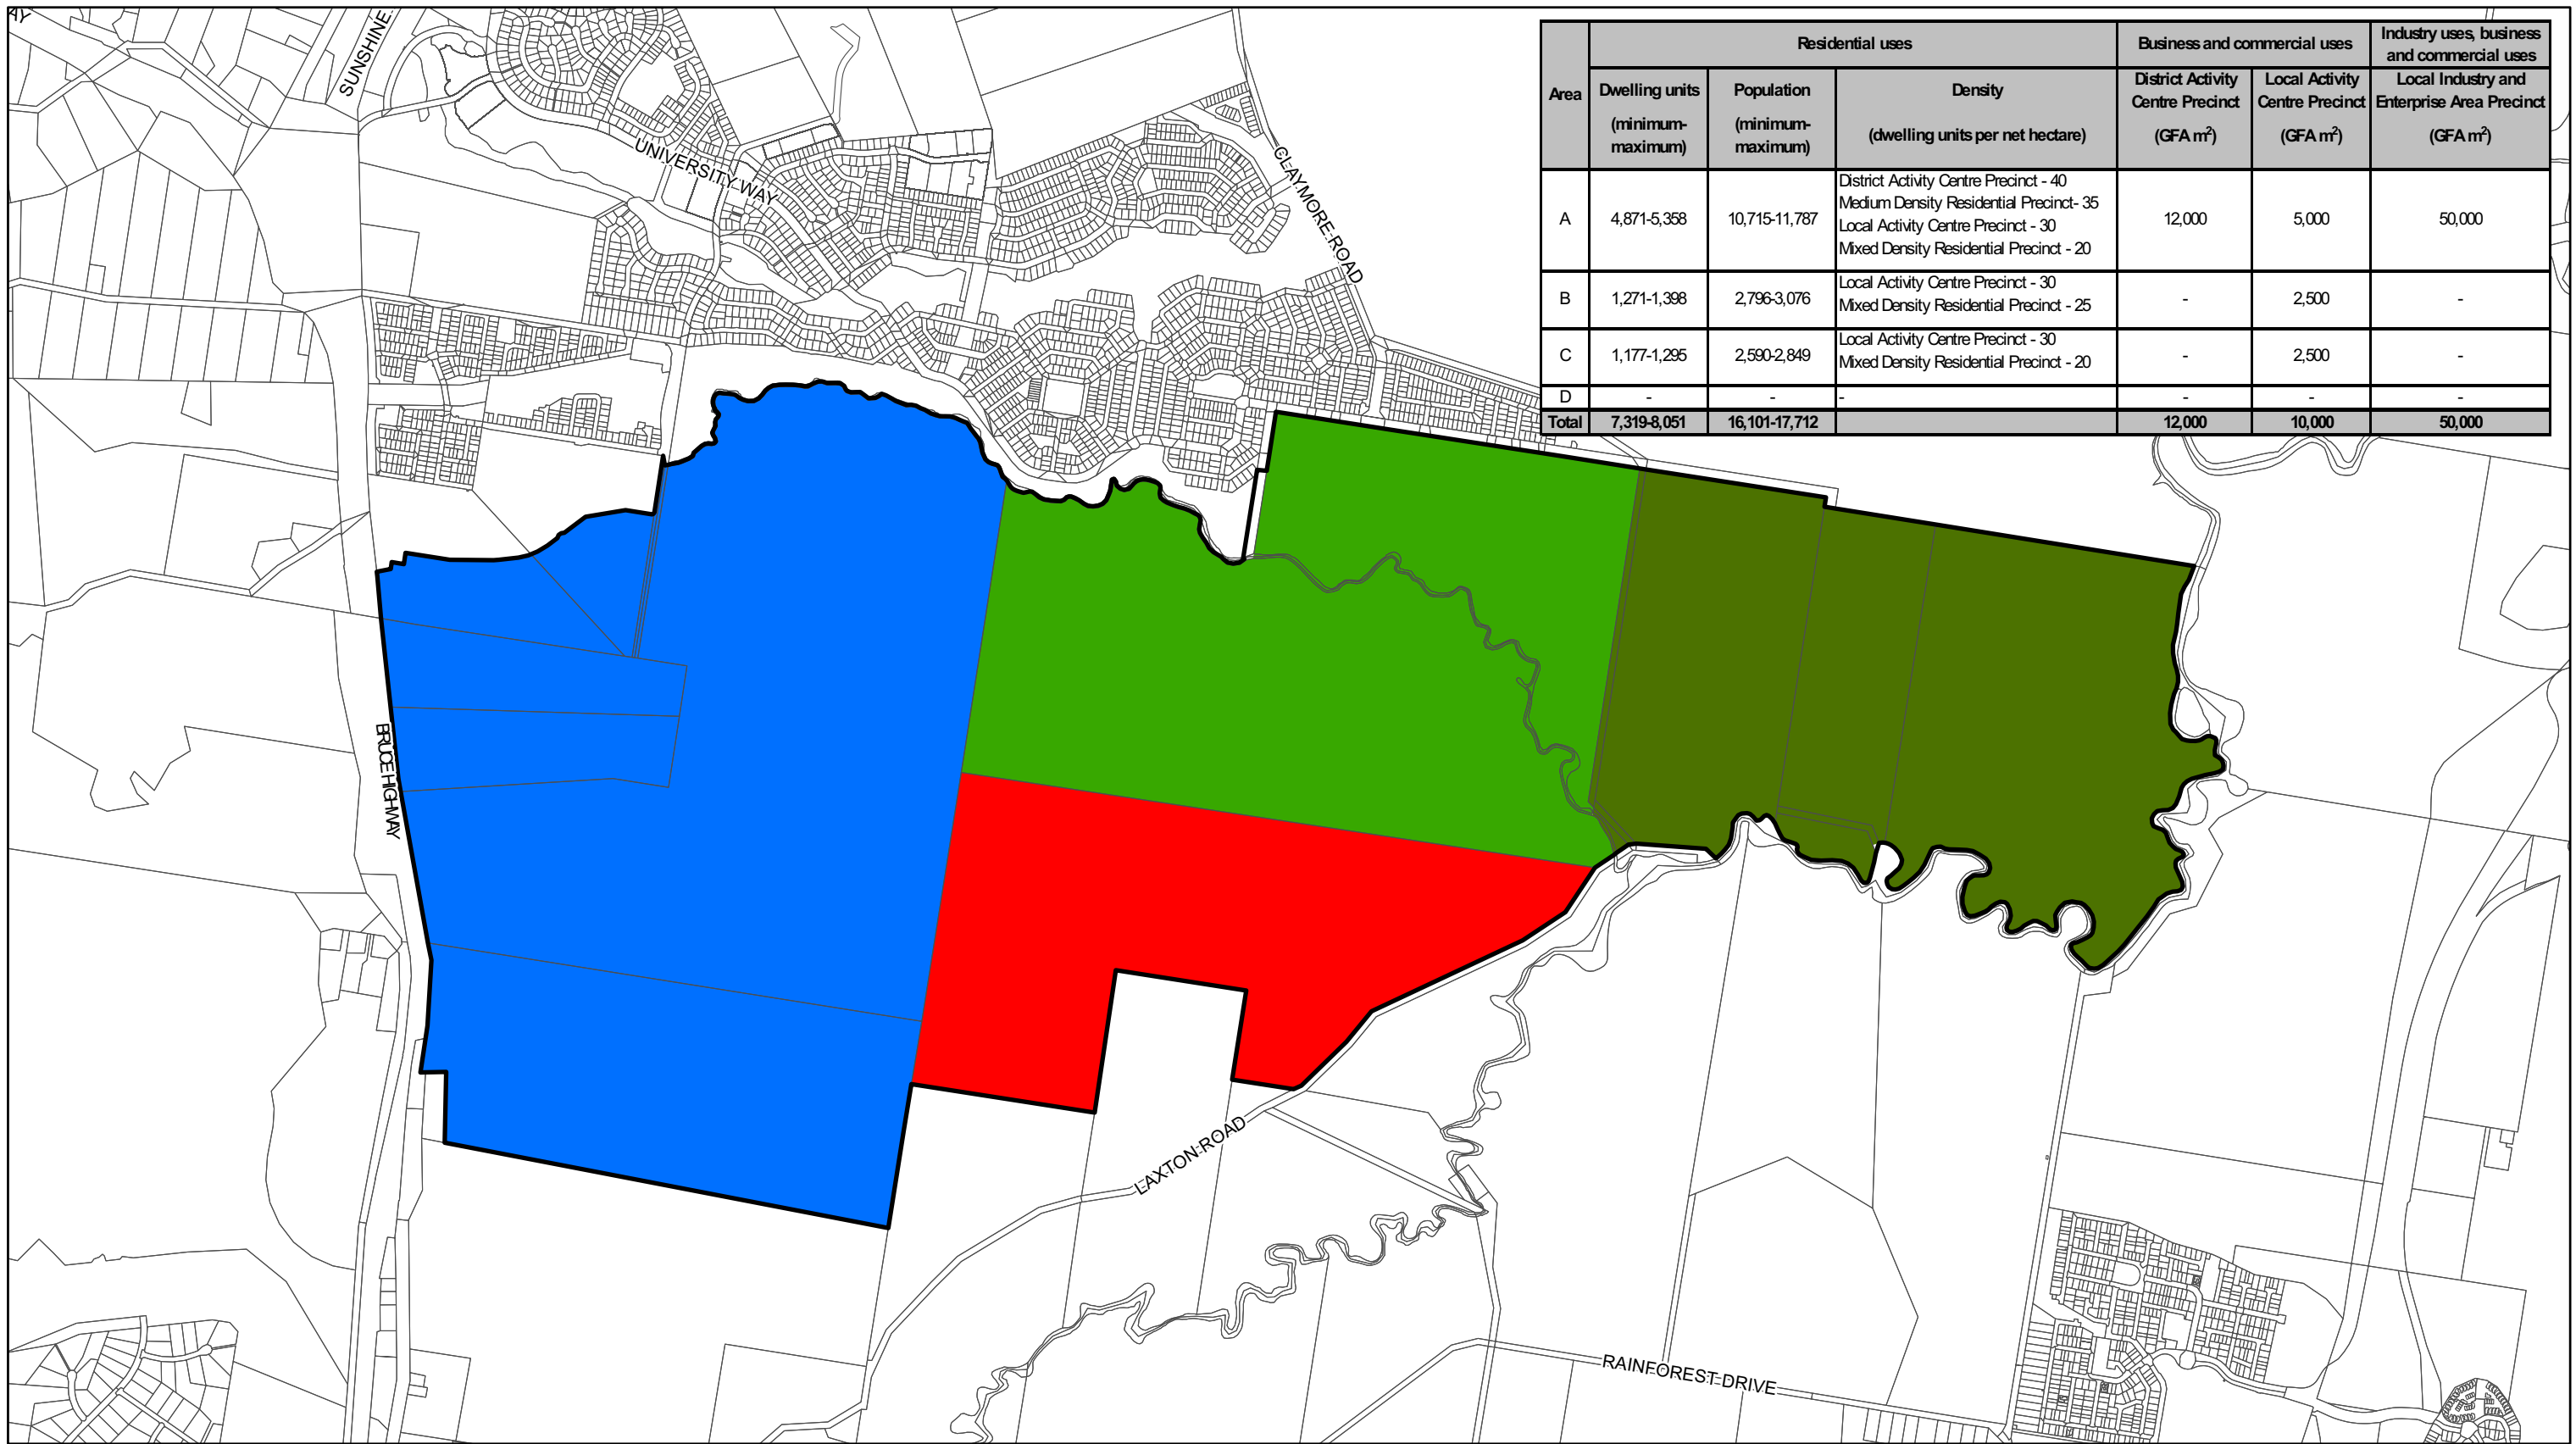 AY
SUNSHINE
UNIVERSITY WAY
CLAYMORE ROAD
BRUCE HIGHWAY
LAXTON ROAD
RAINFOREST DRIVE
Area
Residential uses
Business and commercial uses
Industry uses, business
and commercial uses
Dwelling units
(minimum-
maximum)
Population
(minimum-
maximum)
Density
(dwelling units per net hectare)
District Activity
Centre Precinct
(GFA m²)
Local Activity
Centre Precinct
(GFA m²)
Local Industry and
Enterprise Area Precinct
(GFA m²)
A
4,871-5,358
10,715-11,787
District Activity Centre Precinct - 40
Medium Density Residential Precinct- 35
Local Activity Centre Precinct - 30
Mixed Density Residential Precinct - 20
12,000
5,000
50,000
B
1,271-1,398
2,796-3,076
Local Activity Centre Precinct - 30
Mixed Density Residential Precinct - 25
-
2,500
-
C
1,177-1,295
2,590-2,849
Local Activity Centre Precinct - 30
Mixed Density Residential Precinct - 20
-
2,500
-
D
-
-
-
-
-
-
Total
7,319-8,051
16,101-17,712
12,000
10,000
50,000